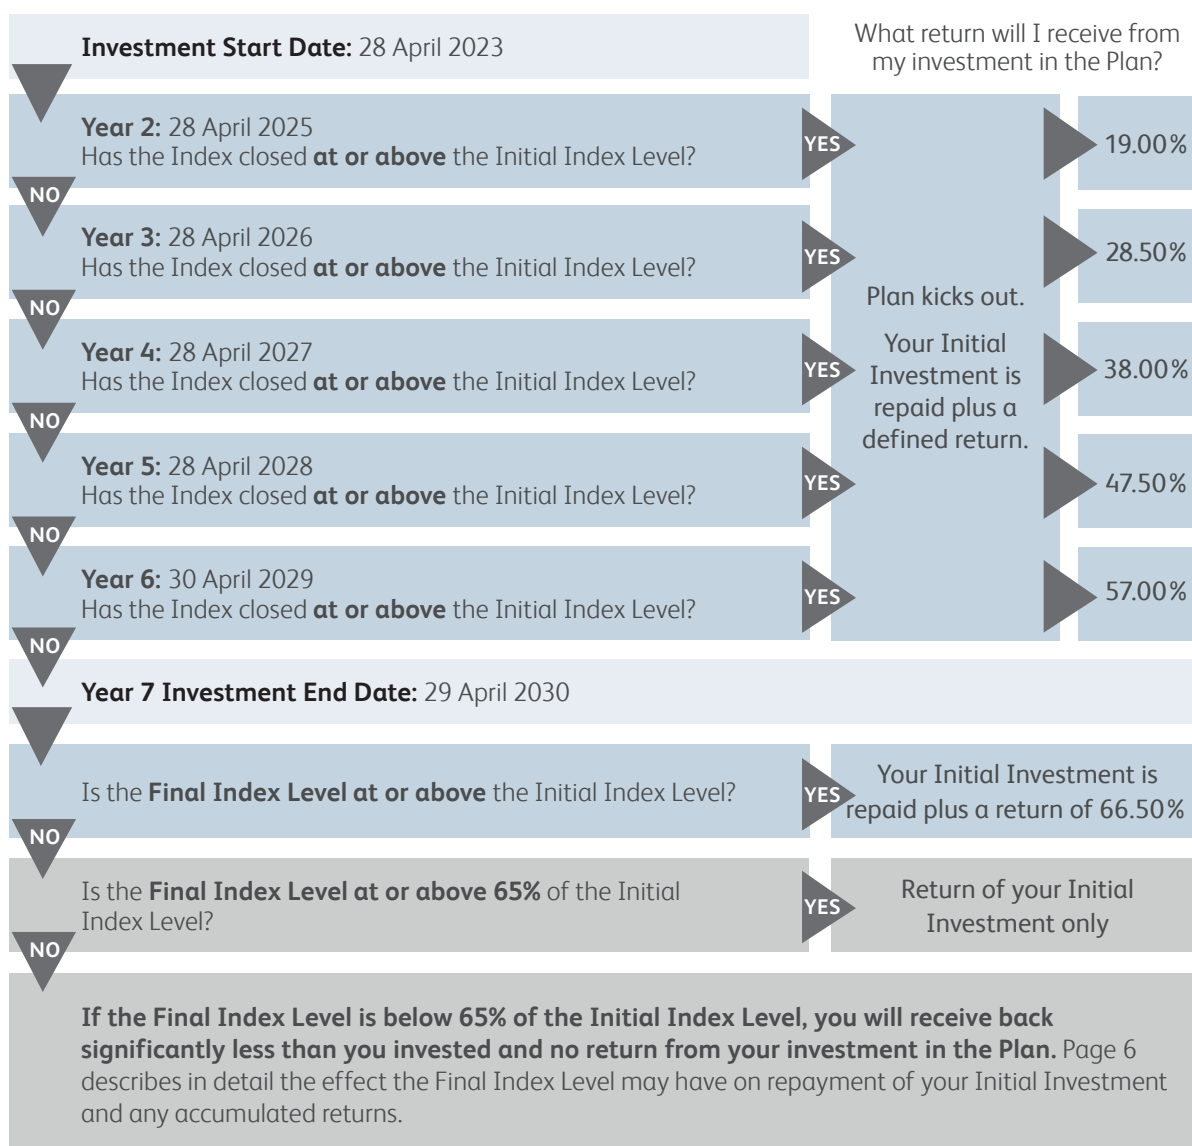 Investment Start Date: 28 April 2023
What return will I receive from
my investment in the Plan?
Year 2: 28 April 2025
Has the Index closed at or above the Initial Index Level?
YES
19.00%
NO
Year 3: 28 April 2026
Has the Index closed at or above the Initial Index Level?
YES
28.50%
NO
Plan kicks out.
Your Initial
Investment is
repaid plus a
defined return.
Year 4: 28 April 2027
Has the Index closed at or above the Initial Index Level?
YES
38.00%
NO
Year 5: 28 April 2028
Has the Index closed at or above the Initial Index Level?
YES
47.50%
NO
Year 6: 30 April 2029
Has the Index closed at or above the Initial Index Level?
YES
57.00%
NO
Year 7 Investment End Date: 29 April 2030
Is the Final Index Level at or above the Initial Index Level?
YES
Your Initial Investment is
repaid plus a return of 66.50%
NO
Is the Final Index Level at or above 65% of the Initial
Index Level?
YES
Return of your Initial
Investment only
NO
If the Final Index Level is below 65% of the Initial Index Level, you will receive back
significantly less than you invested and no return from your investment in the Plan. Page 6
describes in detail the effect the Final Index Level may have on repayment of your Initial Investment
and any accumulated returns.